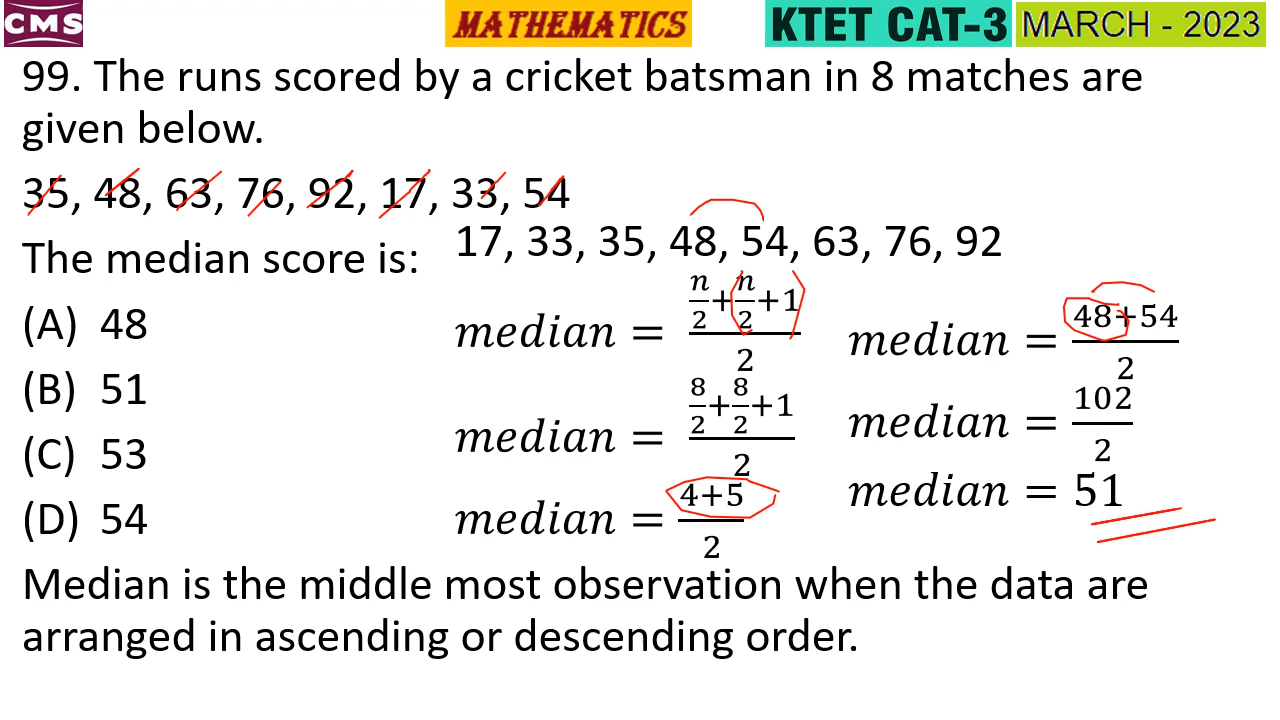 CMS
MATHEMATICS
KTET CAT-3
MARCH - 2023
99. The runs scored by a cricket batsman in 8 matches are
given below.
35, 48, 63, 76, 92, 17, 33, 54
17, 33, 35, 48, 54, 63, 76, 92
The median score is:
(A) 48
(B) 51
(C) 53
(D) 54
median = (n/2 + n/2 + 1)/2
median = (8/2 + 8/2 + 1)/2
median = (4+5)/2
median = (48+54)/2
median = 102/2
median = 51
Median is the middle most observation when the data are
arranged in ascending or descending order.